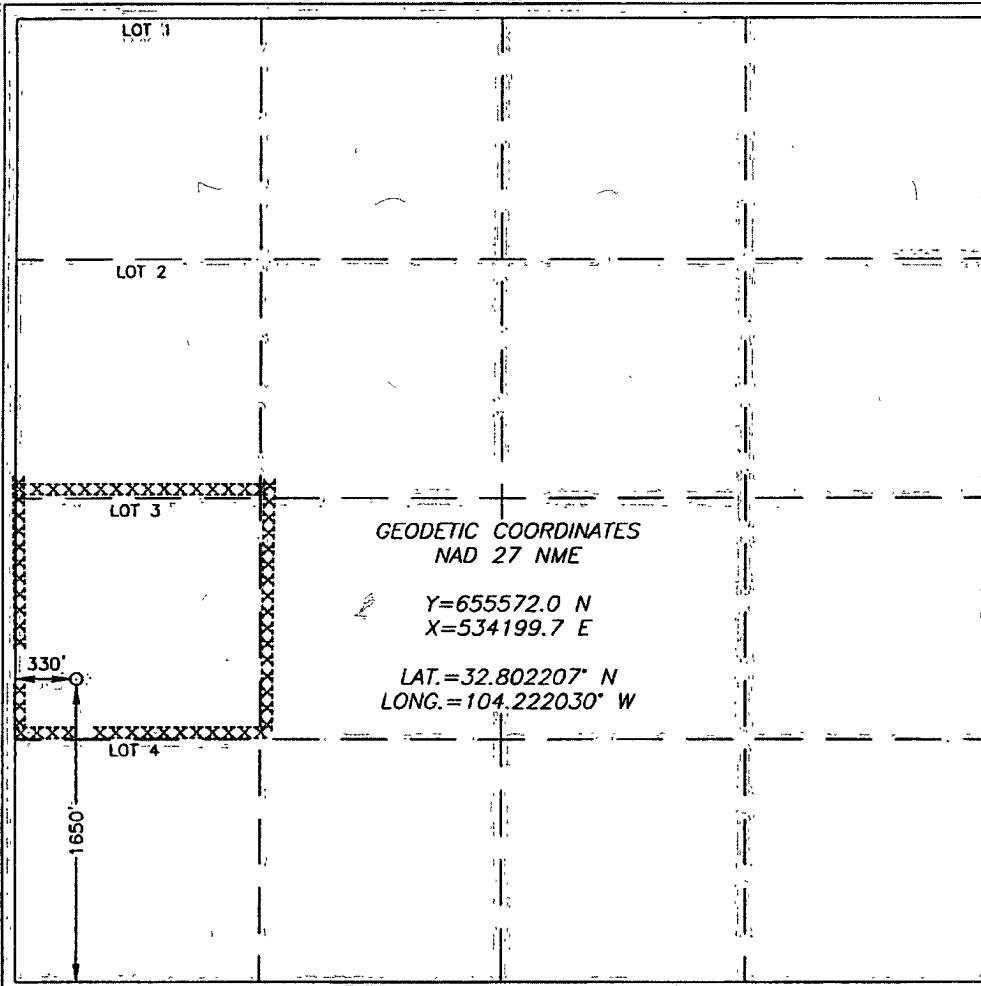 LOT 1
LOT 2
LOT 3
GEODETIC COORDINATES
NAD 27 NME
Y=655572.0 N
X=534199.7 E
LAT.=32.802207° N
LONG.=104.222030° W
330'
LOT 4
1650'